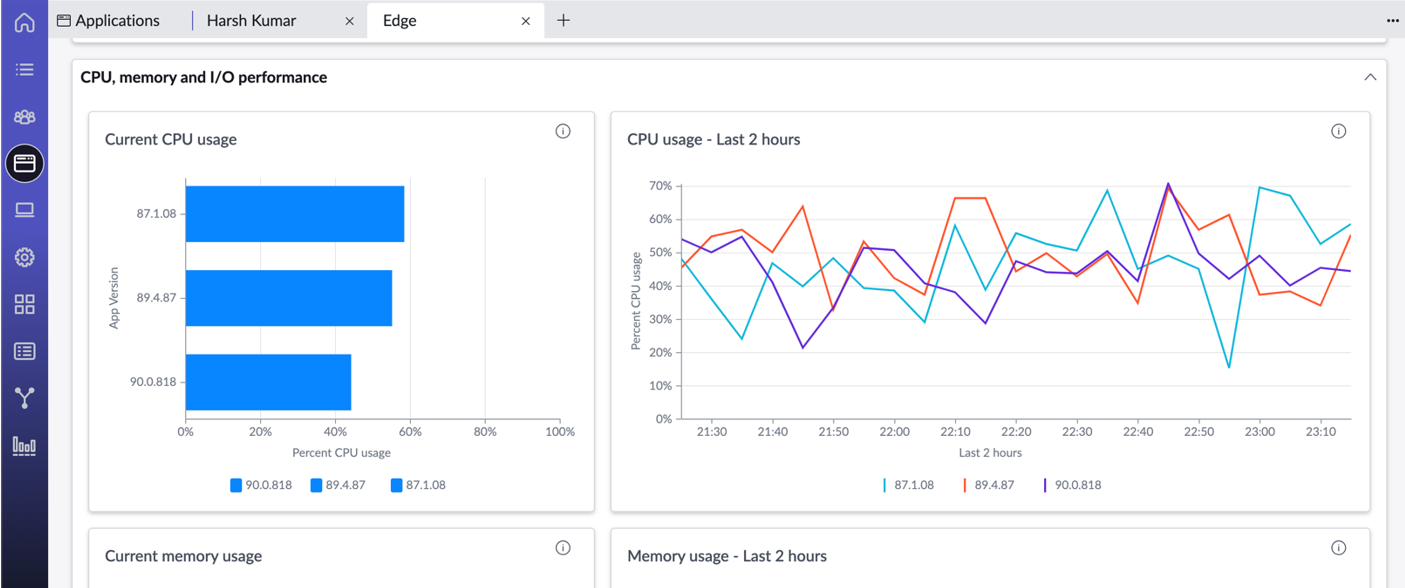 Applications
Harsh Kumar
Edge
CPU, memory and I/O performance
Current CPU usage
App Version
87.1.08
89.4.87
90.0.818
0% 20% 40% 60% 80% 100%
Percent CPU usage
90.0.818 89.4.87 87.1.08
CPU usage - Last 2 hours
Percent CPU usage
70%
60%
50%
40%
30%
20%
10%
0%
21:30 21:40 21:50 22:00 22:10 22:20 22:30 22:40 22:50 23:00 23:10
Last 2 hours
87.1.08 89.4.87 90.0.818
Current memory usage
Memory usage - Last 2 hours